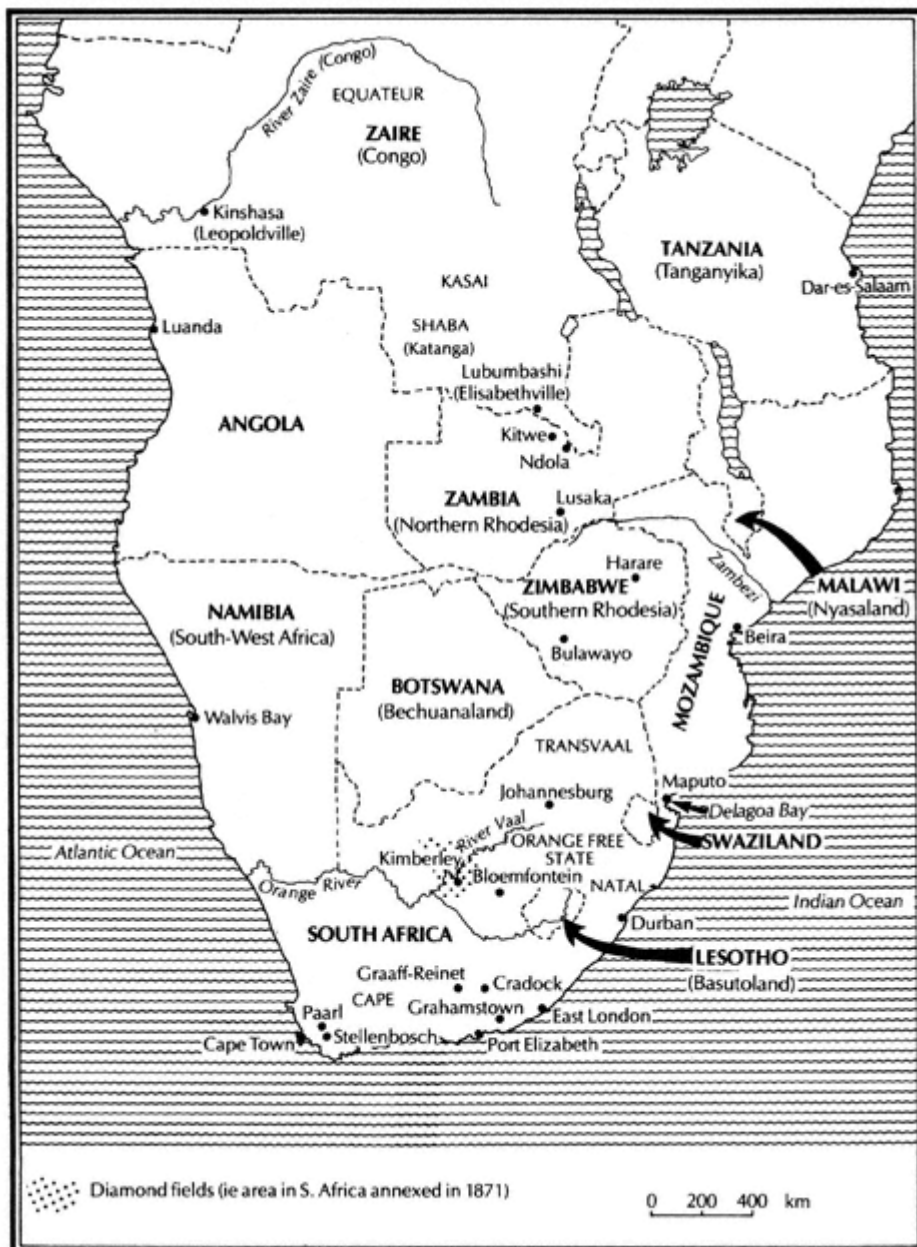 River Zaire (Congo)
EQUATEUR
ZAIRE
(Congo)
Kinshasa
(Leopoldville)
TANZANIA
(Tanganyika)
Dar-es-Salaam
KASAI
Luanda
SHABA
(Katanga)
Lubumbashi
(Elisabethville)
ANGOLA
Kitwe
Ndola
ZAMBIA
(Northern Rhodesia)
Lusaka
Zambezi
MALAWI
(Nyasaland)
Harare
ZIMBABWE
(Southern Rhodesia)
Bulawayo
NAMIBIA
(South-West Africa)
MOZAMBIQUE
Beira
BOTSWANA
(Bechuanaland)
Walvis Bay
TRANSVAAL
Johannesburg
Maputo
Delagoa Bay
SWAZILAND
River Vaal
ORANGE FREE
STATE
Kimberley
Bloemfontein
NATAL
Atlantic Ocean
Orange River
Indian Ocean
Durban
SOUTH AFRICA
LESOTHO
(Basutoland)
Graaff-Reinet
Cradock
CAPE
Grahamstown
East London
Paarl
Stellenbosch
Cape Town
Port Elizabeth
Diamond fields (ie area in S. Africa annexed in 1871)
0 200 400 km